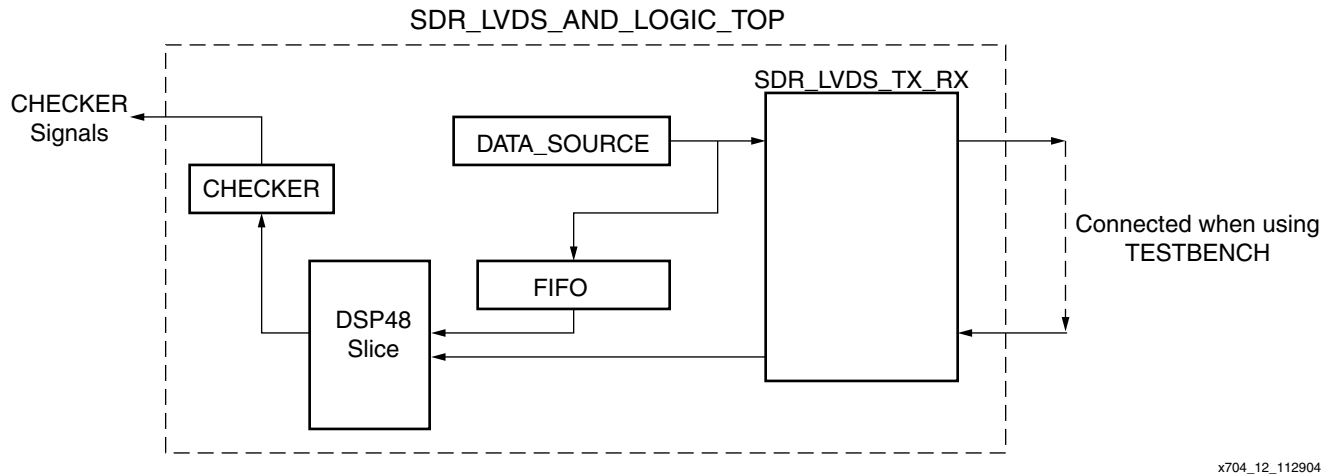 SDR_LVDS_AND_LOGIC_TOP
SDR_LVDS_TX_RX
CHECKER
Signals
DATA_SOURCE
CHECKER
Connected when using
TESTBENCH
FIFO
DSP48
Slice
x704_12_112904